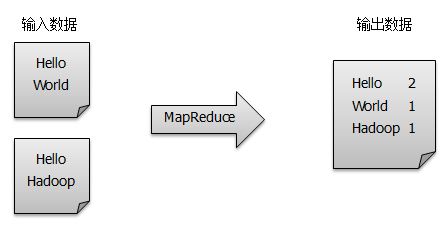 输入数据
Hello
World
Hello
Hadoop
MapReduce
输出数据
Hello 2
World 1
Hadoop 1